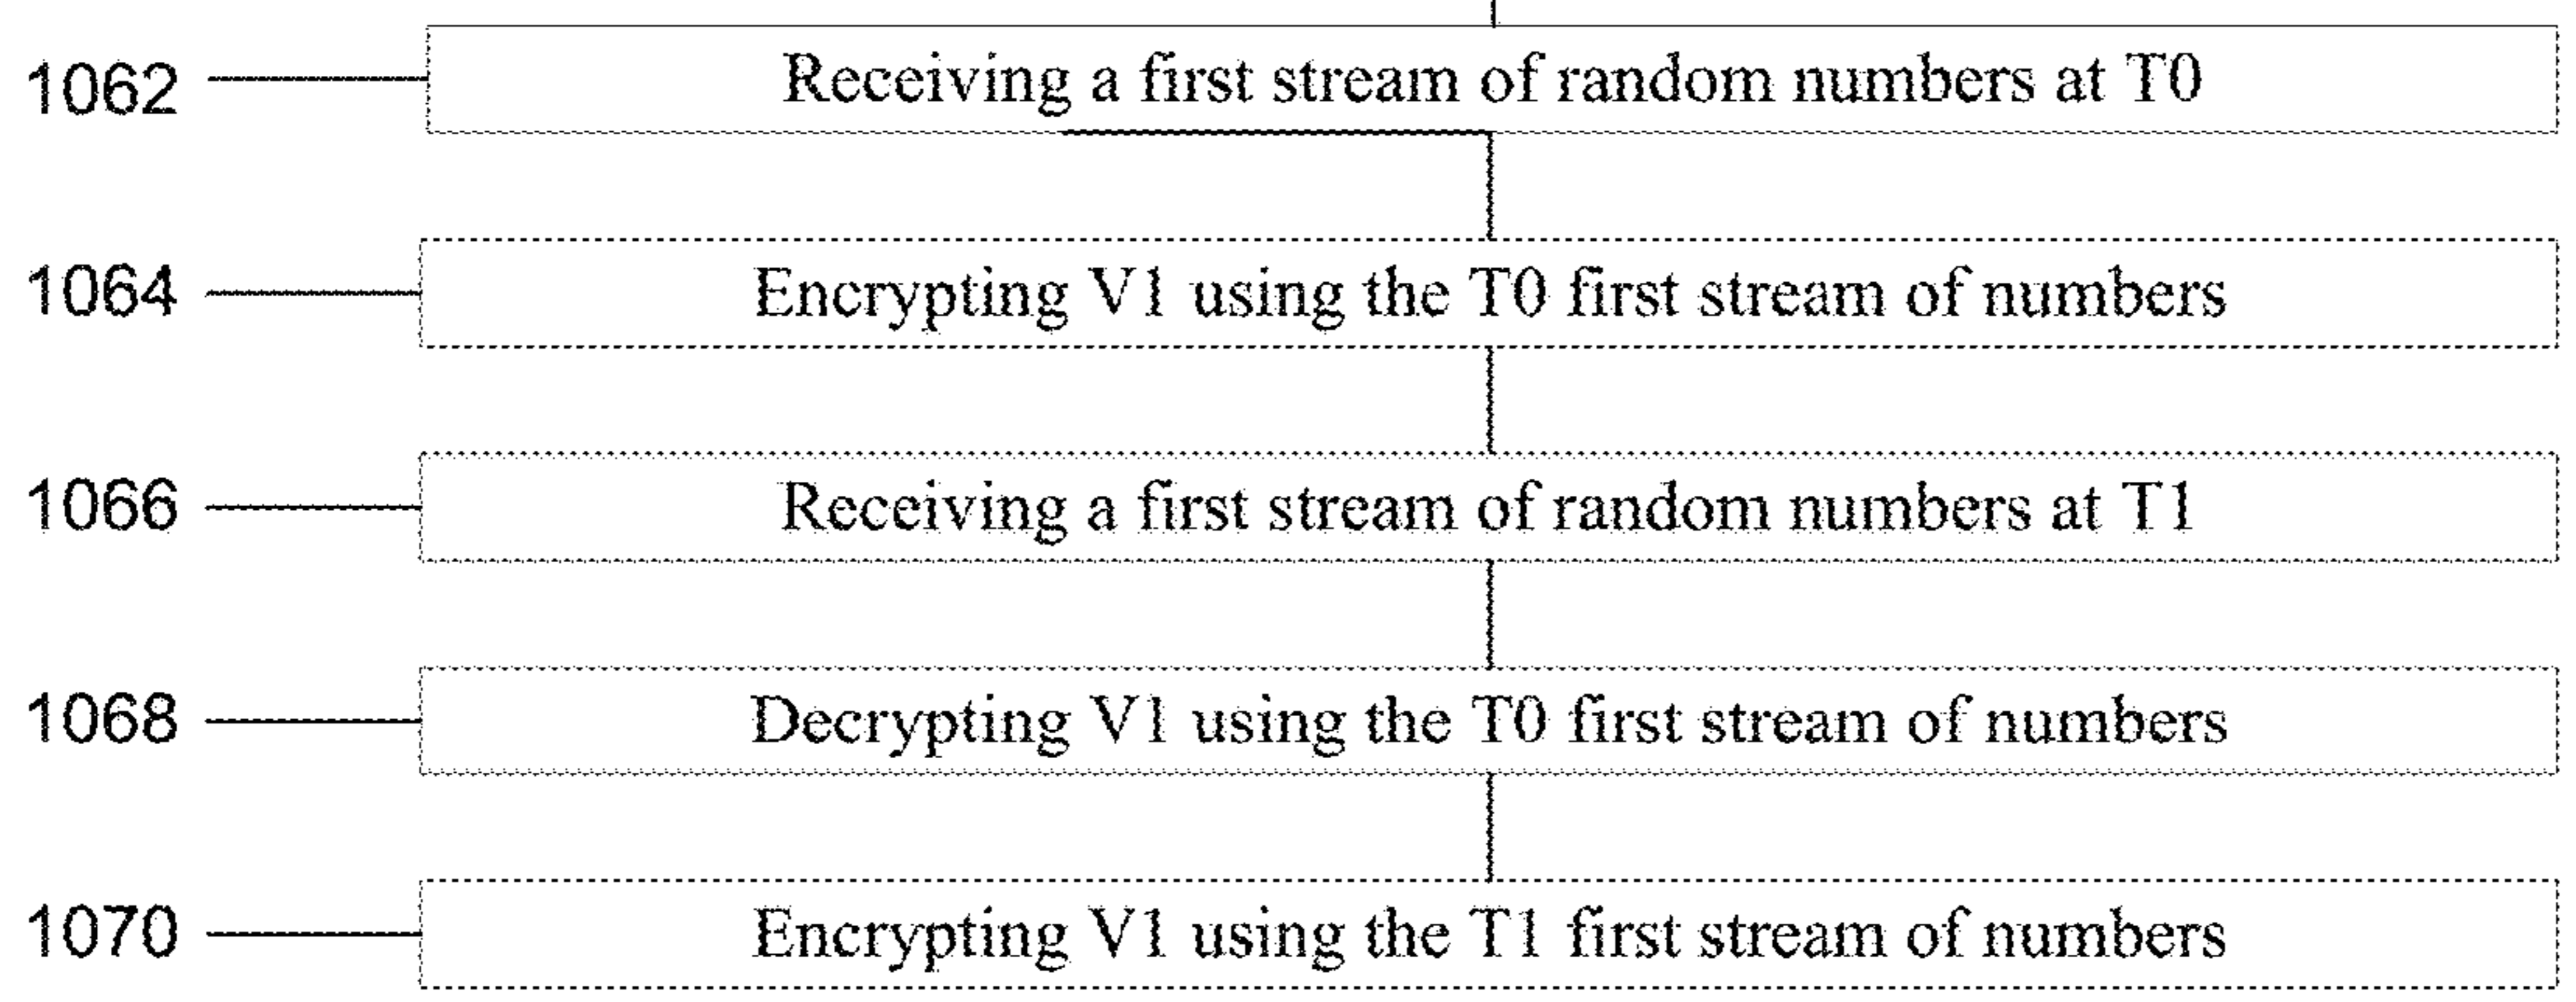 1062 Receiving a first stream of random numbers at T0
1064 Encrypting V1 using the T0 first stream of numbers
1066 Receiving a first stream of random numbers at T1
1068 Decrypting V1 using the T0 first stream of numbers
1070 Encrypting V1 using the T1 first stream of numbers